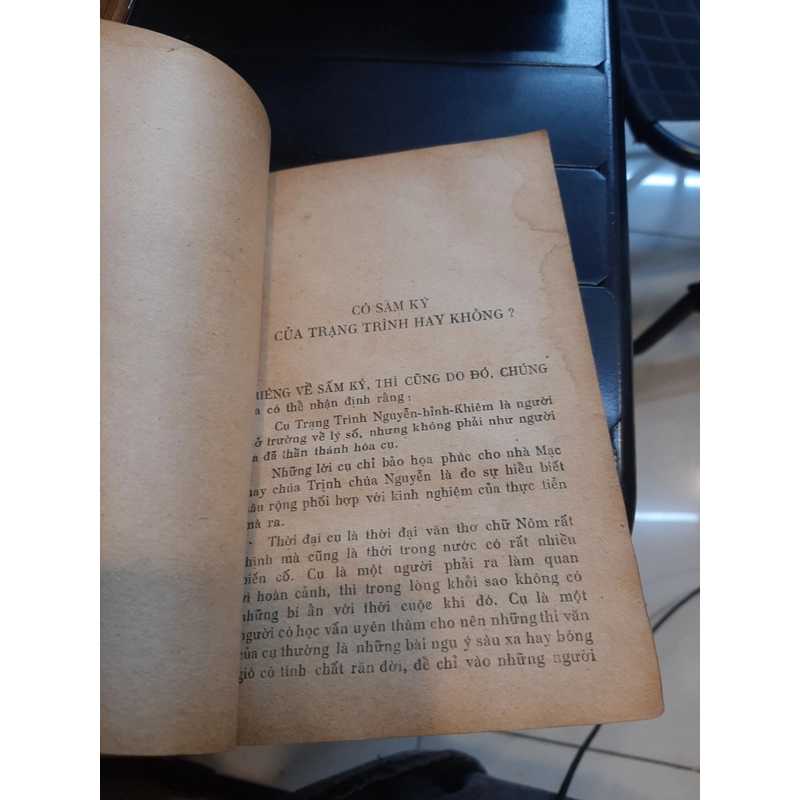 CÓ SẤM KÝ
CỦA TRẠNG TRÌNH HAY KHÔNG ?
IÊNG VỀ SẤM KÝ, THÌ CŨNG DO ĐÓ, CHÚNG
a có thể nhận định rằng :
Cụ Trạng Trình Nguyễn-bỉnh-Khiêm là người
ở trường về lý số, nhưng không phải như người
a đã thần thánh hóa cụ.
Những lời cụ chỉ bảo họa phúc cho nhà Mạc
hay chúa Trịnh chúa Nguyễn là do sự hiểu biết
sâu rộng phối hợp với kinh nghiệm của thực tiễn
mà ra.
Thời đại cụ là thời đại văn thơ chữ Nôm rất
thịnh mà cũng là thời trong nước có rất nhiều
biến cố. Cụ là một người phải ra làm quan
vì hoàn cảnh, thì trong lòng khỏi sao không có
những bí ẩn với thời cuộc khi đó. Cụ là một
người có học vấn uyên thâm cho nên những thi văn
của cụ thường là những bài ngụ ý sâu xa hay bóng
gió có tính chất răn đời, để chỉ vào những người